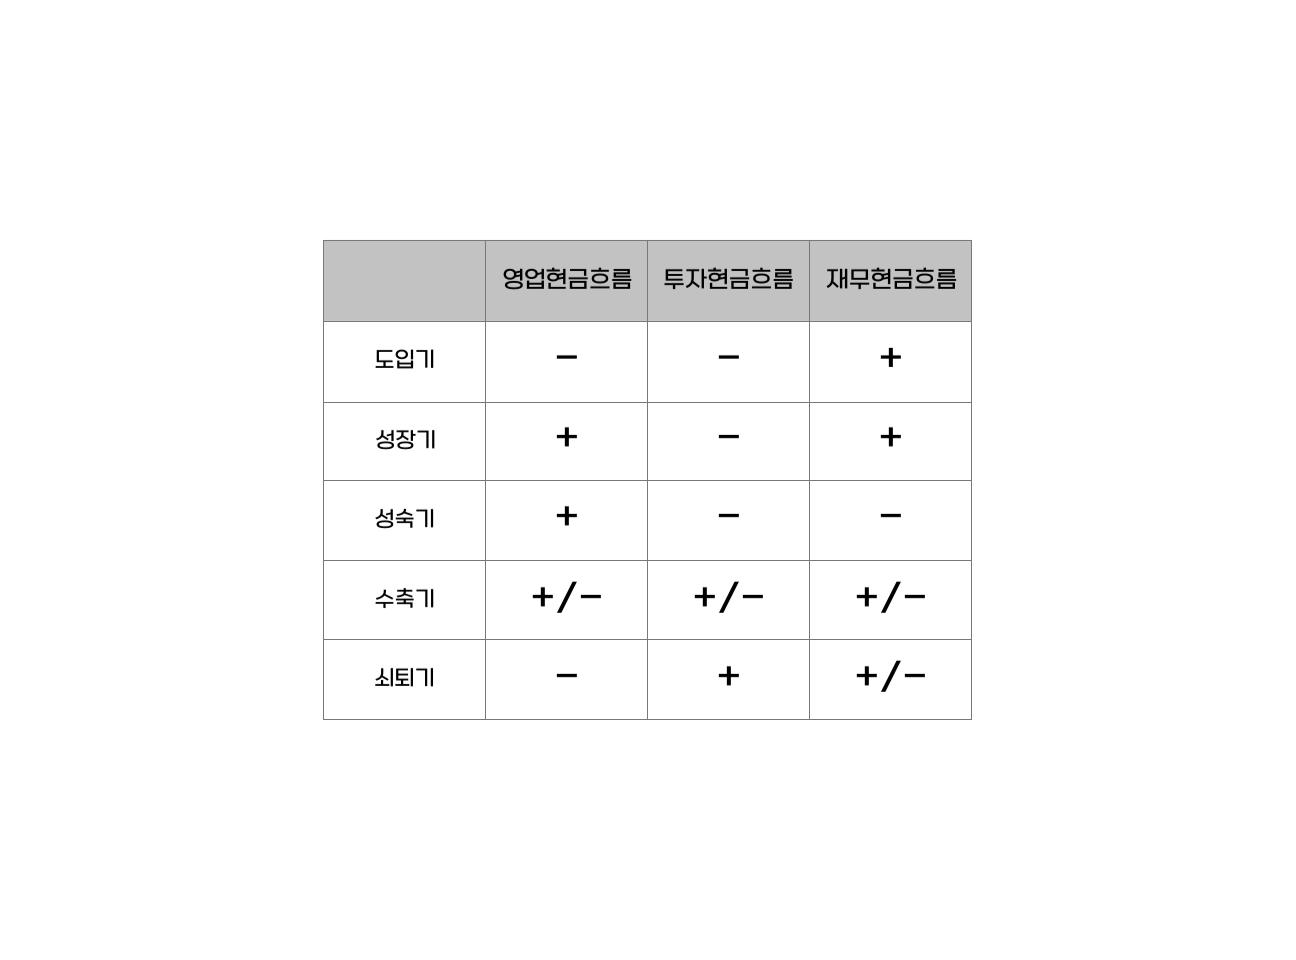 영업현금흐름 투자현금흐름 재무현금흐름
도입기 − − +
성장기 + − +
성숙기 + − −
수축기 +/− +/− +/−
쇠퇴기 − + +/−